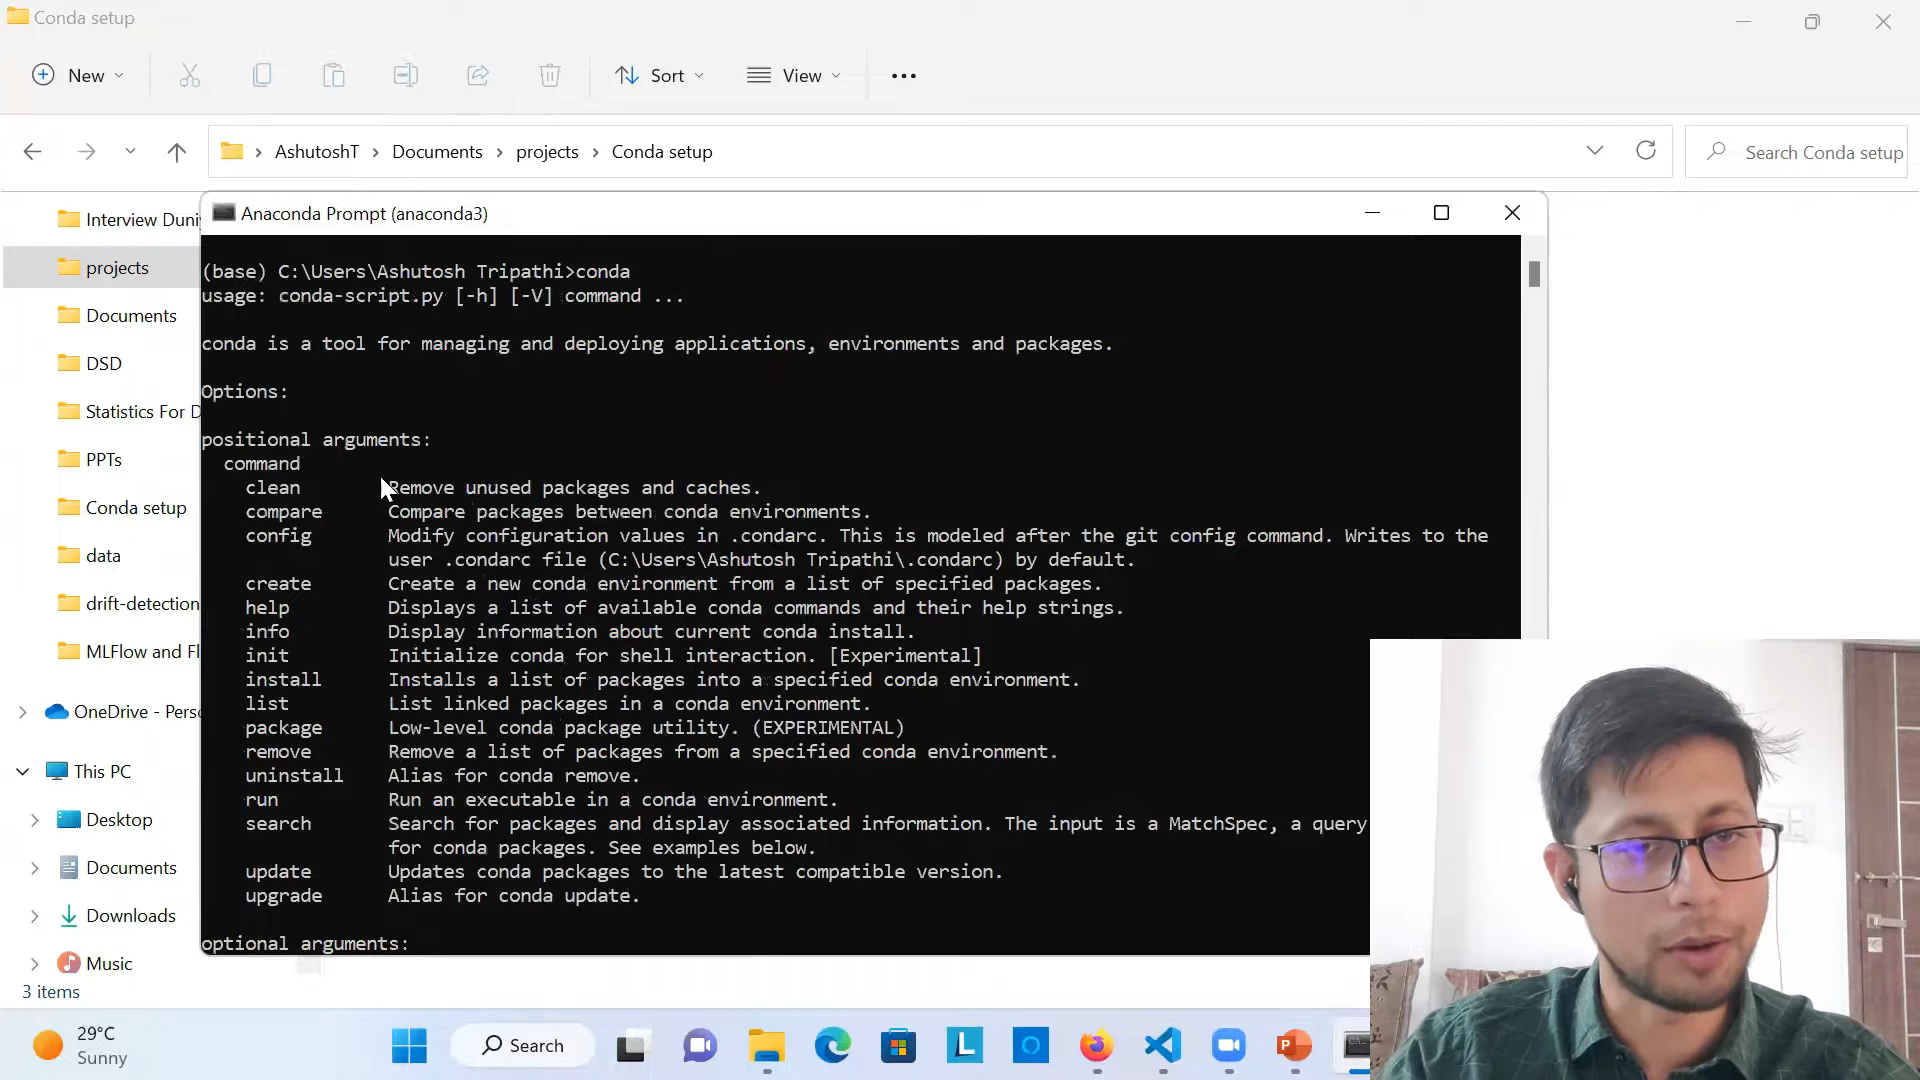 Conda setup
New
Sort
View
AshutoshT > Documents > projects > Conda setup
Search Conda setup
Interview Duni
projects
Documents
DSD
Statistics For D
PPTs
Conda setup
data
drift-detection
MLFlow and Fl
OneDrive - Pers
This PC
Desktop
Documents
Downloads
Music
3 items
Anaconda Prompt (anaconda3)
(base) C:\Users\Ashutosh Tripathi>conda
usage: conda-script.py [-h] [-V] command ...
conda is a tool for managing and deploying applications, environments and packages.
Options:
positional arguments:
command
clean Remove unused packages and caches.
compare Compare packages between conda environments.
config Modify configuration values in .condarc. This is modeled after the git config command. Writes to the
user .condarc file (C:\Users\Ashutosh Tripathi\.condarc) by default.
create Create a new conda environment from a list of specified packages.
help Displays a list of available conda commands and their help strings.
info Display information about current conda install.
init Initialize conda for shell interaction. [Experimental]
install Installs a list of packages into a specified conda environment.
list List linked packages in a conda environment.
package Low-level conda package utility. (EXPERIMENTAL)
remove Remove a list of packages from a specified conda environment.
uninstall Alias for conda remove.
run Run an executable in a conda environment.
search Search for packages and display associated information. The input is a MatchSpec, a query
for conda packages. See examples below.
update Updates conda packages to the latest compatible version.
upgrade Alias for conda update.
optional arguments:
29°C
Sunny
Search